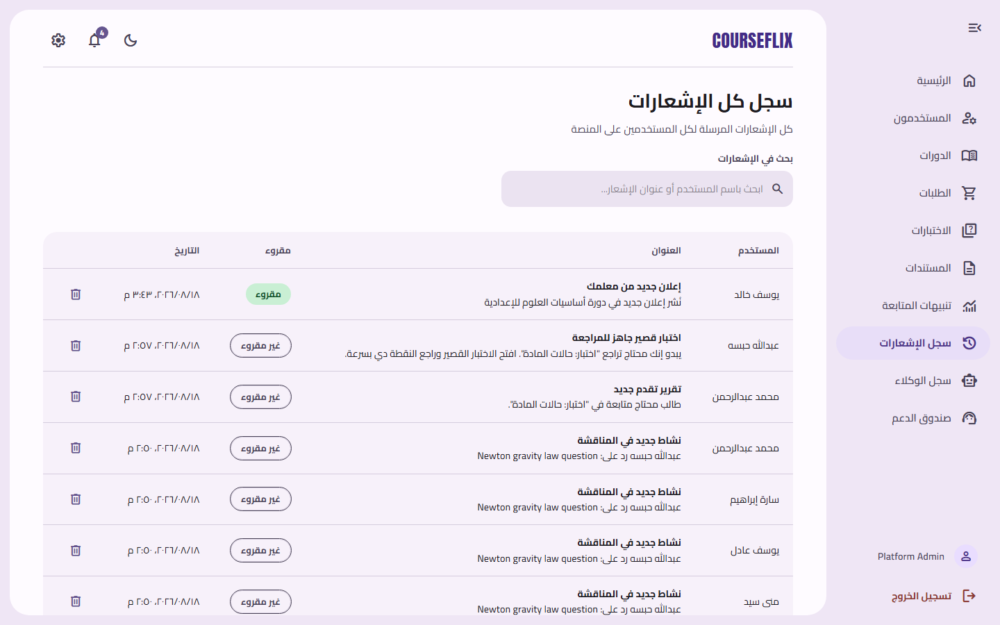 COURSEFLIX
4
سجل كل الإشعارات
كل الإشعارات المرسلة لكل المستخدمين على المنصة
بحث في الإشعارات
ابحث باسم المستخدم أو عنوان الإشعار...
المستخدم العنوان مقروء التاريخ
يوسف خالد إعلان جديد من معلمك مقروء ١٨‏/٠٨‏/٢٠٢٦، ٣:٤٣ م
نُشر إعلان جديد في دورة أساسيات العلوم للإعدادية
عبدالله حبسه اختبار قصير جاهز للمراجعة غير مقروء ١٨‏/٠٨‏/٢٠٢٦، ٢:٥٧ م
يبدو إنك محتاج تراجع "اختبار: حالات المادة". افتح الاختبار القصير وراجع النقطة دي بسرعة.
محمد عبدالرحمن تقرير تقدم جديد غير مقروء ١٨‏/٠٨‏/٢٠٢٦، ٢:٥٧ م
طالب محتاج متابعة في "اختبار: حالات المادة".
محمد عبدالرحمن نشاط جديد في المناقشة غير مقروء ١٨‏/٠٨‏/٢٠٢٦، ٢:٥٠ م
عبدالله حبسه رد على: Newton gravity law question
سارة إبراهيم نشاط جديد في المناقشة غير مقروء ١٨‏/٠٨‏/٢٠٢٦، ٢:٥٠ م
عبدالله حبسه رد على: Newton gravity law question
يوسف عادل نشاط جديد في المناقشة غير مقروء ١٨‏/٠٨‏/٢٠٢٦، ٢:٥٠ م
عبدالله حبسه رد على: Newton gravity law question
منى سيد نشاط جديد في المناقشة غير مقروء ١٨‏/٠٨‏/٢٠٢٦، ٢:٥٠ م
عبدالله حبسه رد على: Newton gravity law question
الرئيسية
المستخدمون
الدورات
الطلبات
الاختبارات
المستندات
تنبيهات المتابعة
سجل الإشعارات
سجل الوكلاء
صندوق الدعم
Platform Admin
تسجيل الخروج